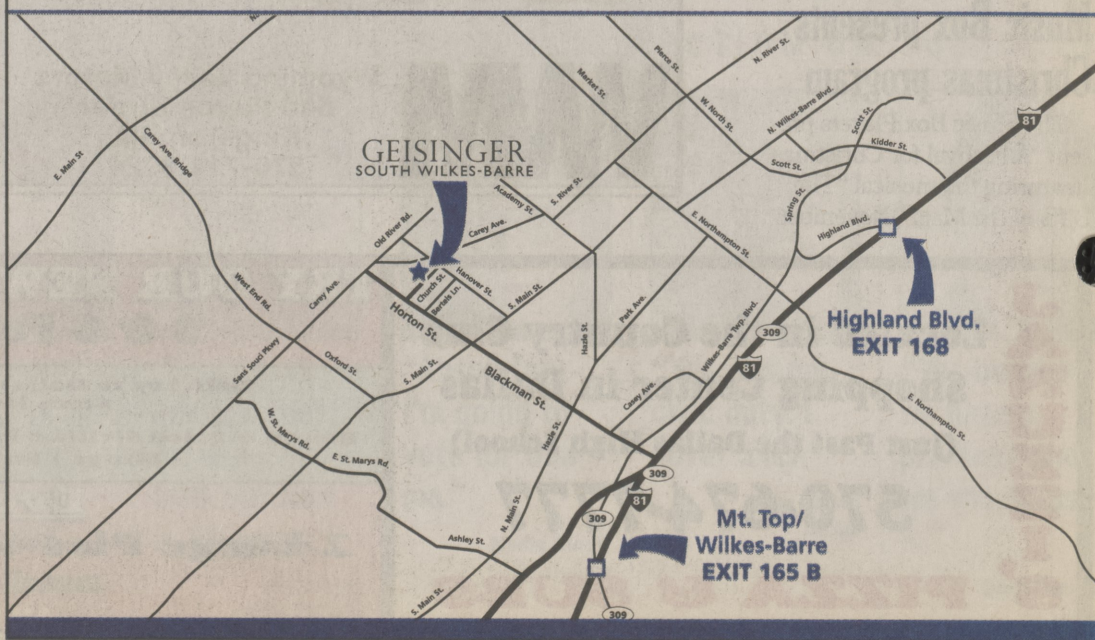 Pierce St.
N. River St.
Market St.
W. North St.
N. Wilkes-Barre Blvd.
Scott St.
Kidder St.
81
Scott St.
Carey Ave. Bridge
E. Main St
GEISINGER
SOUTH WILKES-BARRE
Academy St.
S. River St.
Old River Rd.
Carey Ave.
Spring St.
E. Northampton St.
Highland Blvd.
Hanover St.
Church St.
Bertels Ln.
S. Main St.
West End Rd.
Carey Ave.
Horton St.
Park Ave.
Hazle St.
Wilkes-Barre Twp. Blvd.
Highland Blvd.
EXIT 168
309
81
Sans Souci Pkwy
Oxford St.
S. Main St.
Blackman St.
Casey Ave.
E. Northampton St.
W. St. Marys Rd.
E. St. Marys Rd.
Hazle St.
309
81
N. Main St.
309
Mt. Top/
Wilkes-Barre
EXIT 165 B
Ashley St.
S. Main St.
309